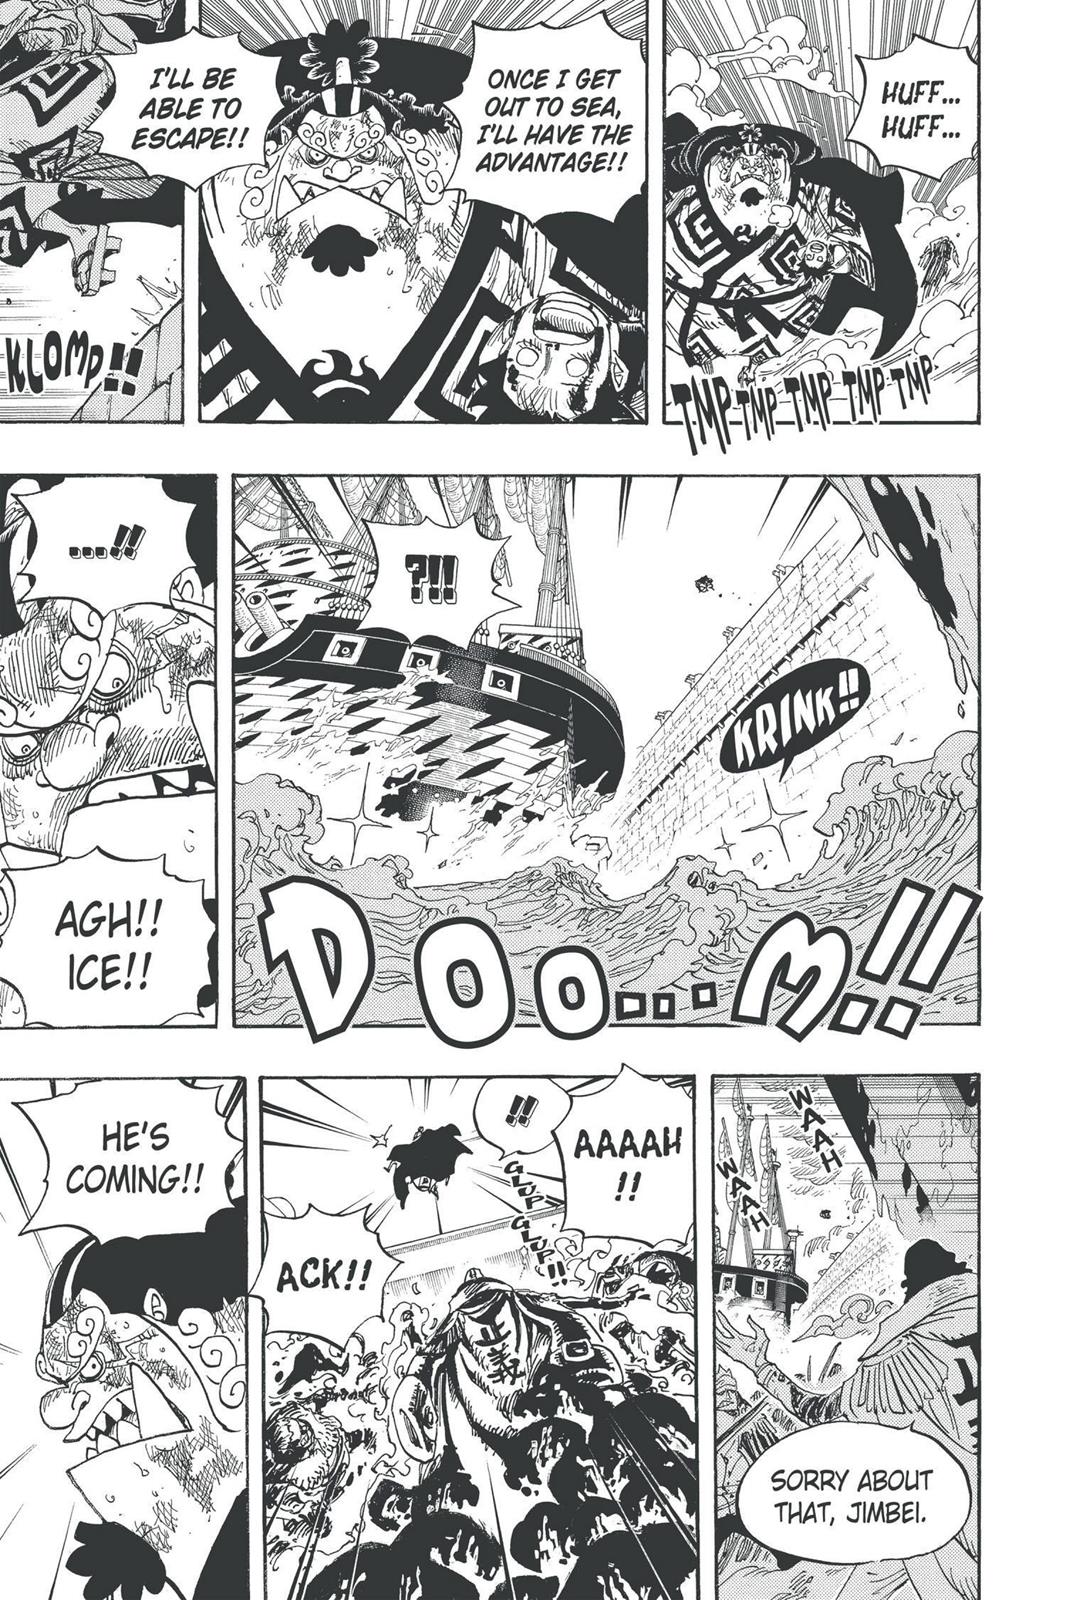 HUFF...
HUFF...
TMP TMP TMP TMP TMP
ONCE I GET
OUT TO SEA,
I'LL HAVE THE
ADVANTAGE!!
I'LL BE
ABLE TO
ESCAPE!!
KLOMP!!
?!!
KRINK!!
DOO...M!!
...!!
AGH!!
ICE!!
WAAH
WAAH
SORRY ABOUT
THAT, JIMBEI.
AAAAH
!!
!!
GLUP GLUP!!
ACK!!
正義
HE'S
COMING!!